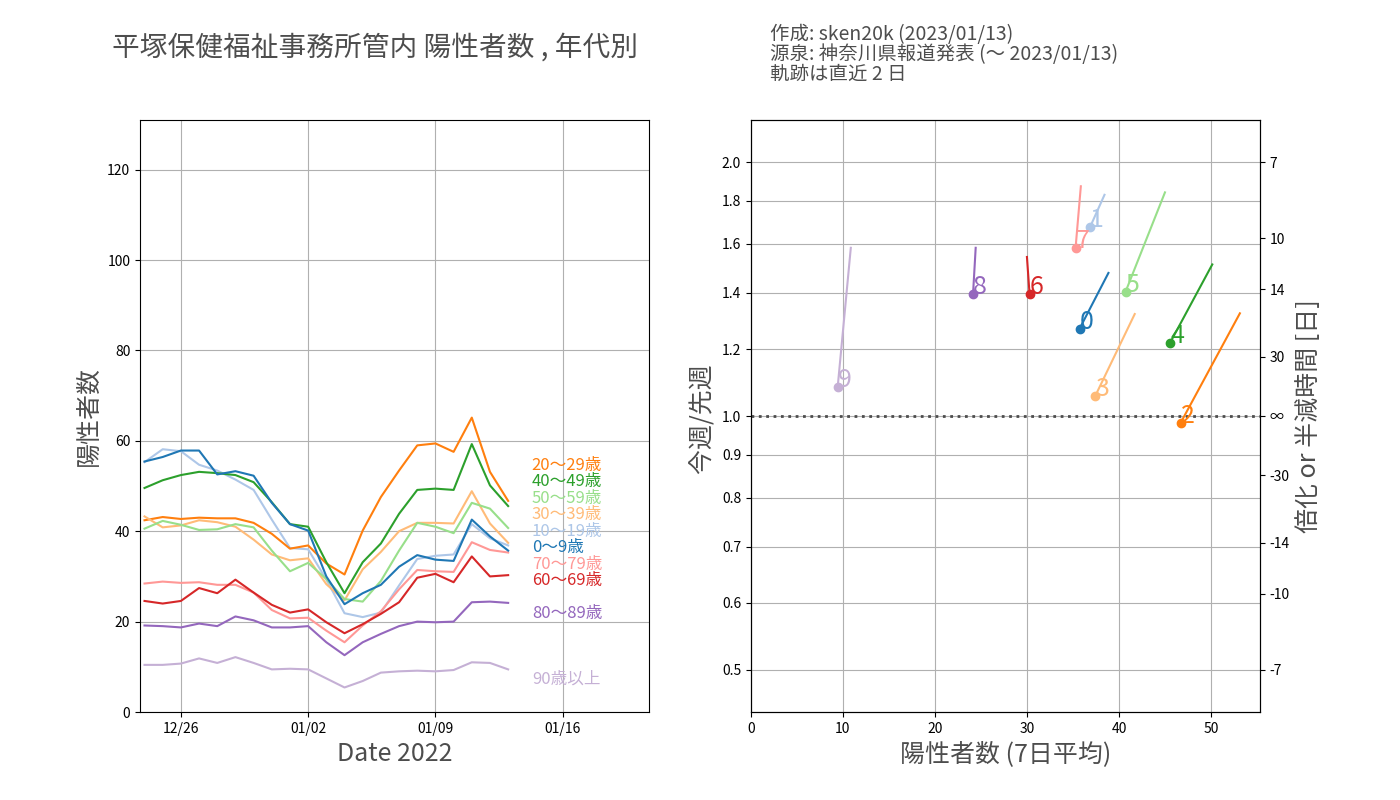 平塚保健福祉事務所管内 陽性者数 , 年代別
作成: sken20k (2023/01/13)
源泉: 神奈川県報道発表 (〜 2023/01/13)
軌跡は直近 2 日
陽性者数
120
100
80
60
40
20
0
12/26
01/02
01/09
01/16
Date 2022
20〜29歳
40〜49歳
50〜59歳
30〜39歳
10〜19歳
0〜9歳
70〜79歳
60〜69歳
80〜89歳
90歳以上
今週/先週
2.0
1.8
1.6
1.4
1.2
1.0
0.9
0.8
0.7
0.6
0.5
0
10
20
30
40
50
陽性者数 (7日平均)
1
7
8
6
5
0
4
9
3
2
7
10
14
30
∞
-30
-14
-10
-7
倍化 or 半減時間 [日]